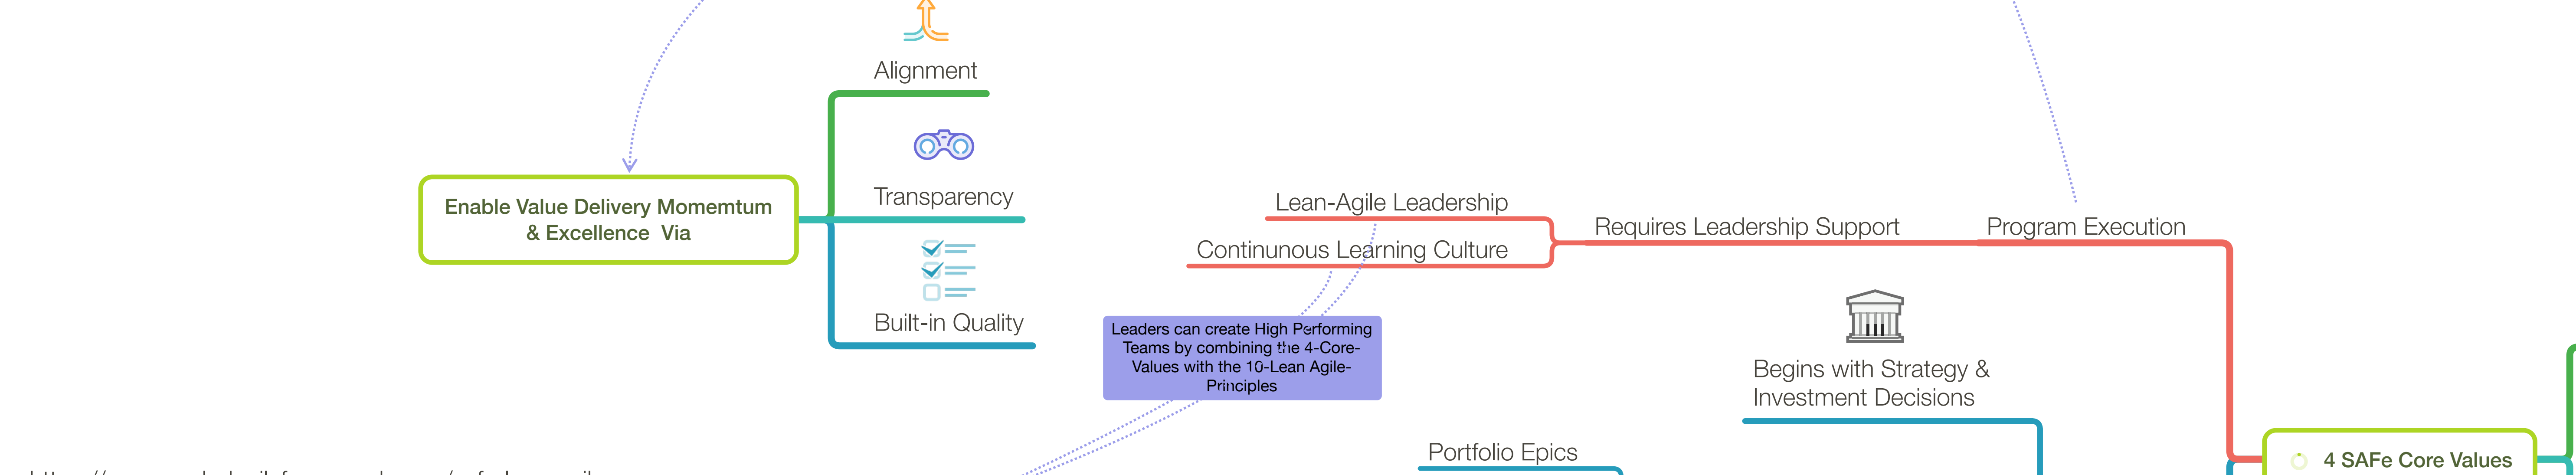 Alignment
Transparency
Enable Value Delivery Momemtum
& Excellence Via
Built-in Quality
Lean-Agile Leadership
Continunous Learning Culture
Requires Leadership Support
Program Execution
Leaders can create High Performing
Teams by combining the 4-Core-
Values with the 10-Lean Agile-
Principles
Begins with Strategy &
Investment Decisions
Portfolio Epics
4 SAFe Core Values